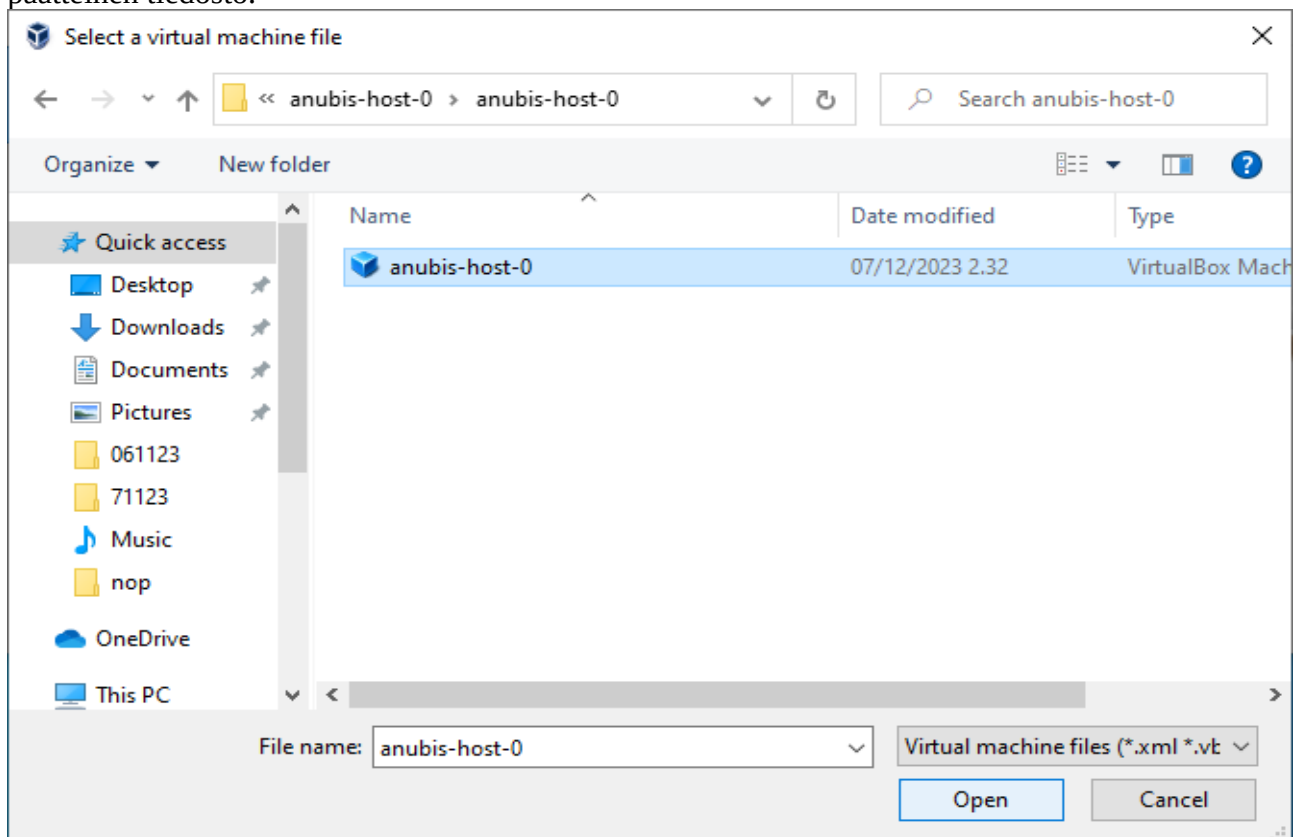 päätteinen tiedosto.
Select a virtual machine file
« anubis-host-0 › anubis-host-0
Search anubis-host-0
Organize
New folder
Name
Date modified
Type
Quick access
anubis-host-0
07/12/2023 2.32
VirtualBox Mach
Desktop
Downloads
Documents
Pictures
061123
71123
Music
nop
OneDrive
This PC
File name: anubis-host-0
Virtual machine files (*.xml *.vb
Open
Cancel